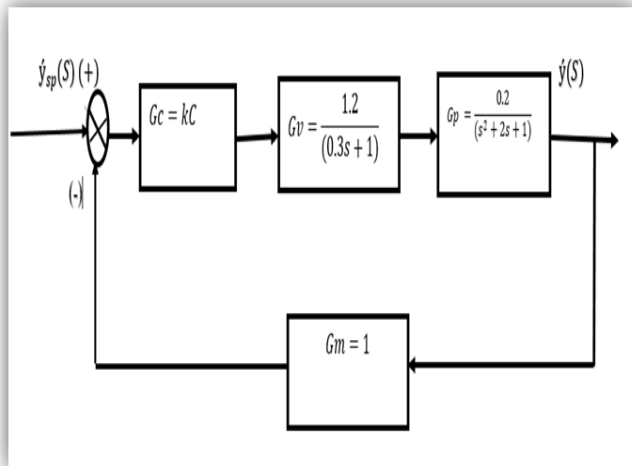 ý_sp(S) (+)
Gc = kC
Gv = 1.2/(0.3s + 1)
Gp = 0.2/(s² + 2s + 1)
ý(S)
(-)
Gm = 1